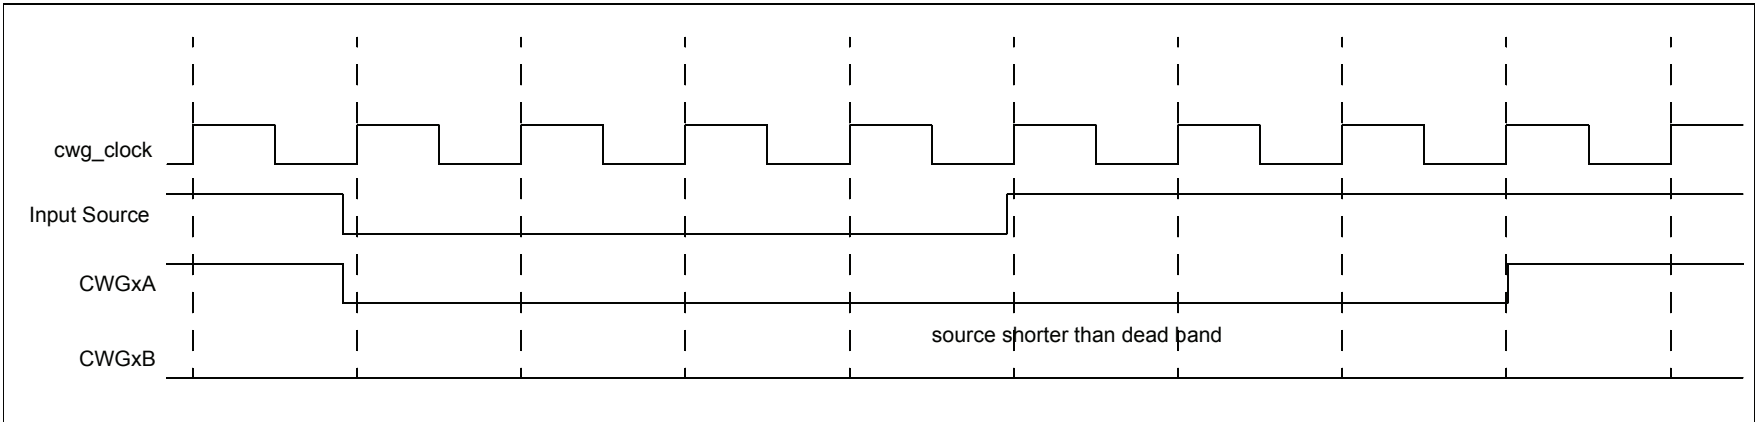 cwg_clock
Input Source
CWGxA
source shorter than dead band
CWGxB